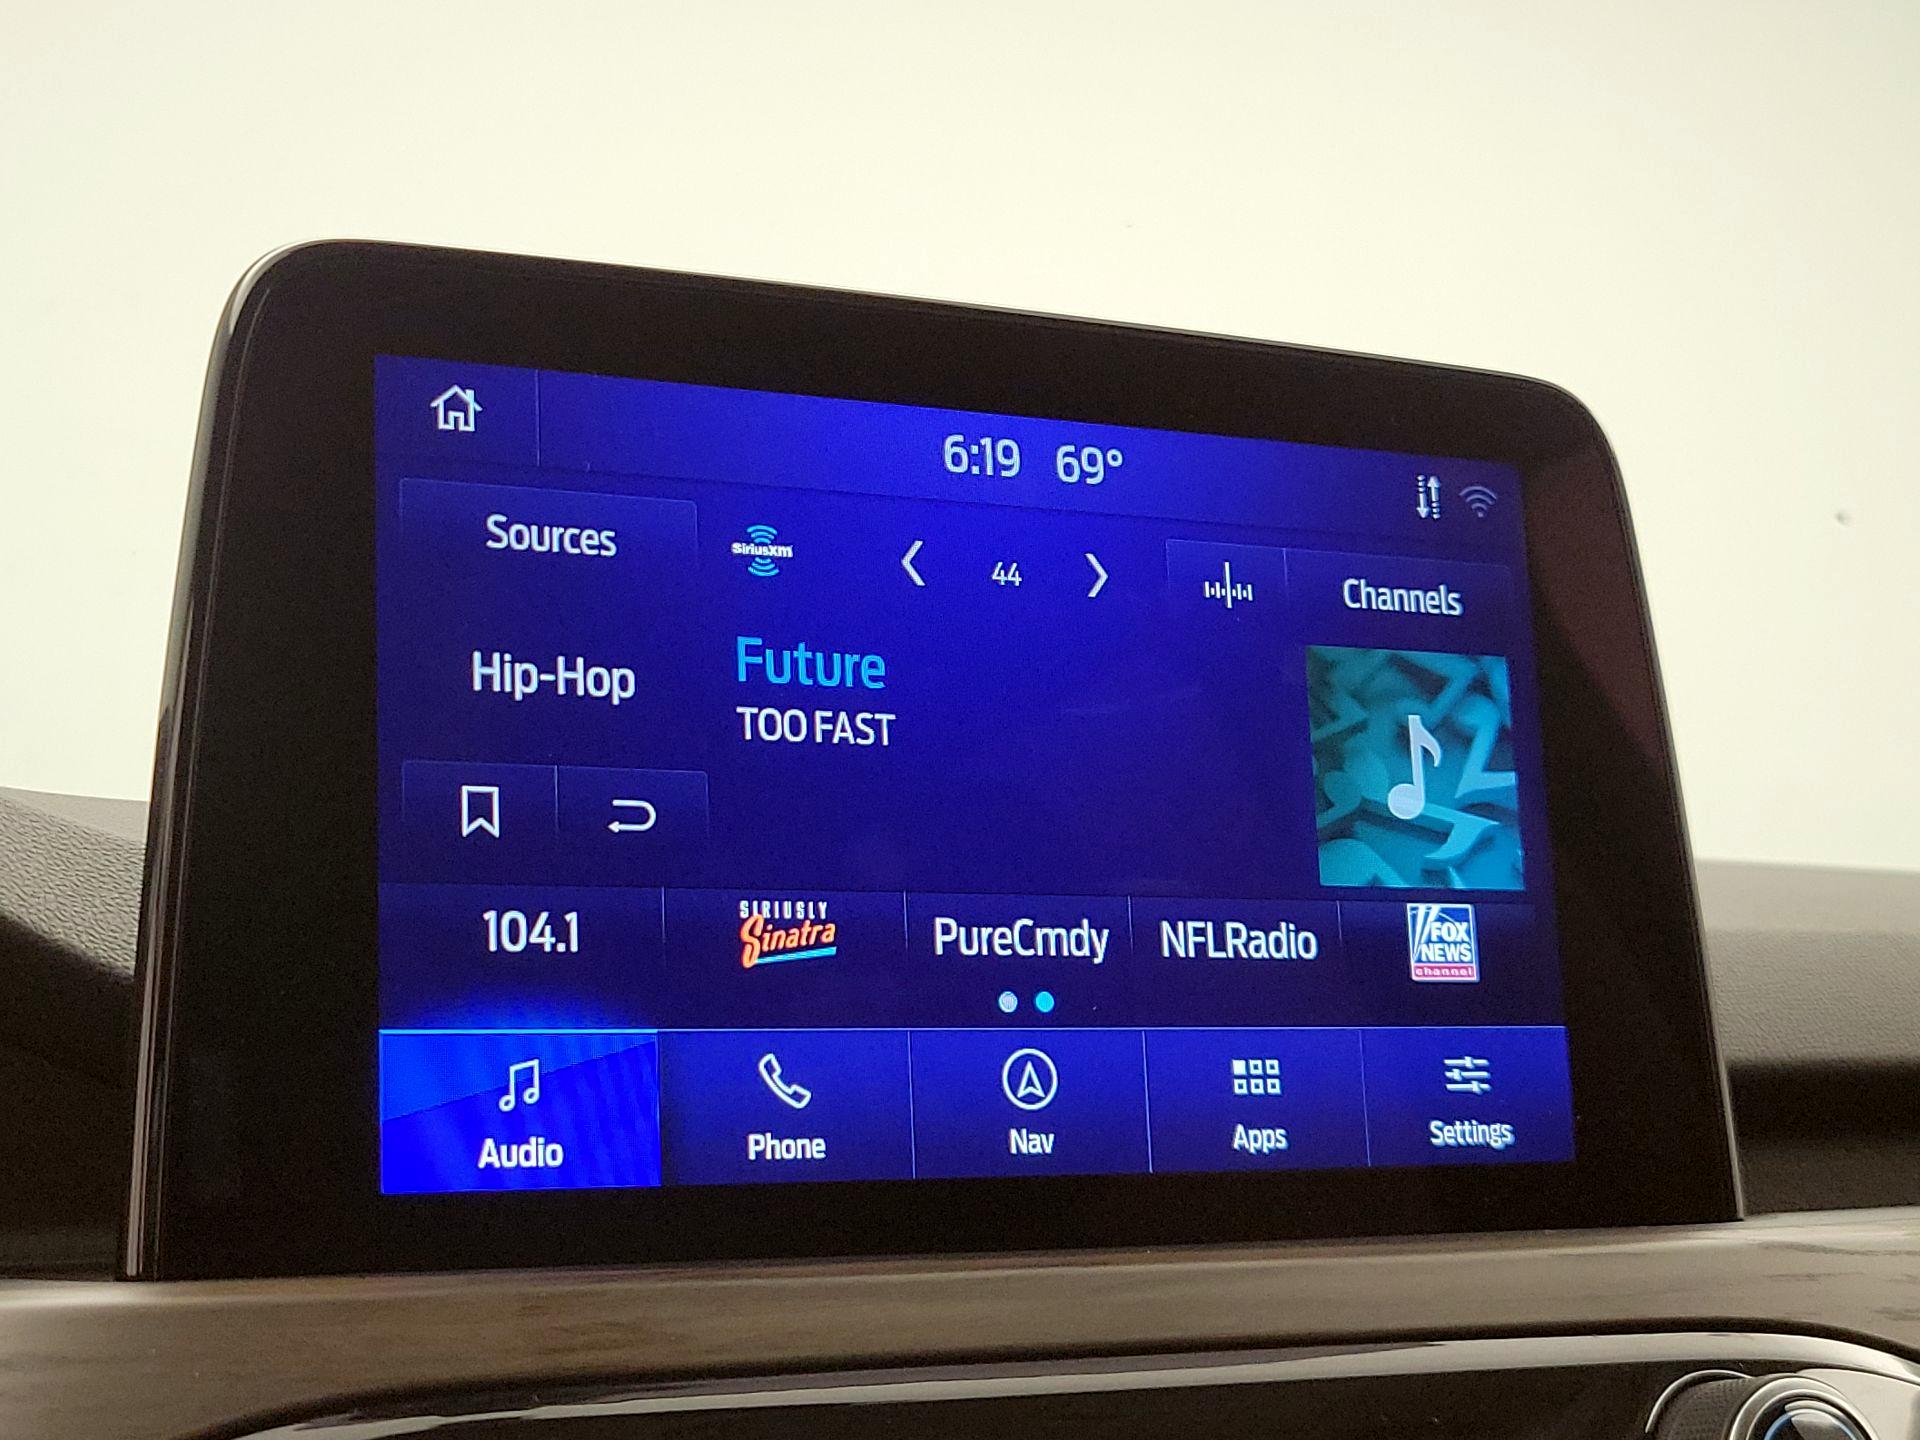 6:19 69°
Sources
SiriusXM
44
Channels
Hip-Hop
Future
TOO FAST
104.1
SIRIUSLY
Sinatra
PureCmdy
NFLRadio
FOX
NEWS
channel
Audio
Phone
Nav
Apps
Settings